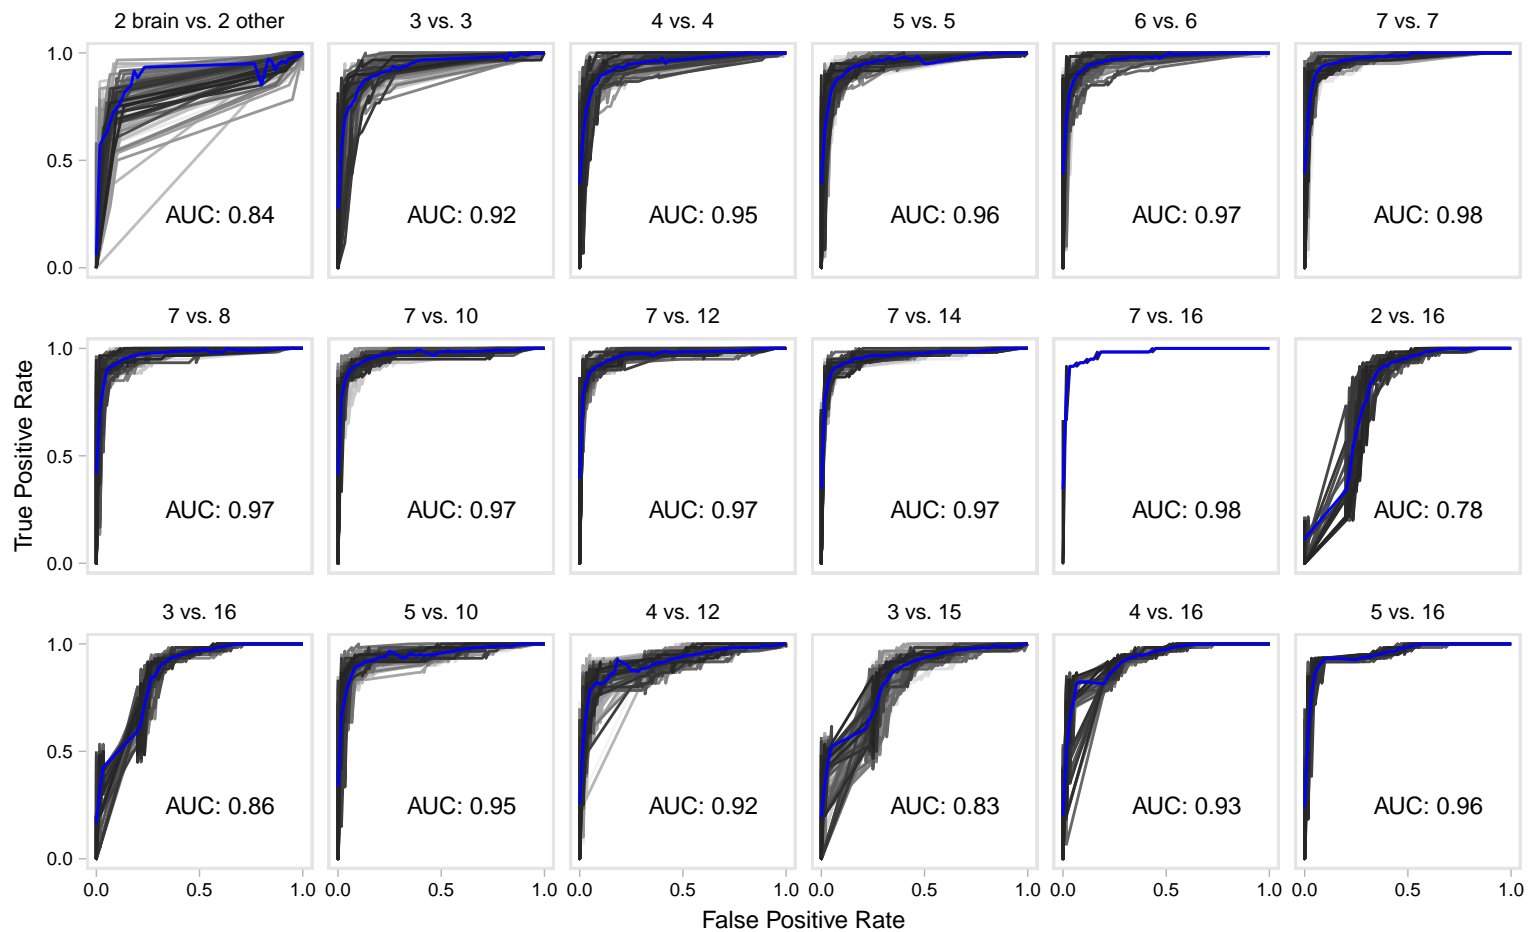 2 brain vs. 2 other 3 vs. 3 4 vs. 4 5 vs. 5 6 vs. 6 7 vs. 7
1.0
0.5
0.0
AUC: 0.84 AUC: 0.92 AUC: 0.95 AUC: 0.96 AUC: 0.97 AUC: 0.98
7 vs. 8 7 vs. 10 7 vs. 12 7 vs. 14 7 vs. 16 2 vs. 16
True Positive Rate
1.0
0.5
0.0
AUC: 0.97 AUC: 0.97 AUC: 0.97 AUC: 0.97 AUC: 0.98 AUC: 0.78
3 vs. 16 5 vs. 10 4 vs. 12 3 vs. 15 4 vs. 16 5 vs. 16
1.0
0.5
0.0
AUC: 0.86 AUC: 0.95 AUC: 0.92 AUC: 0.83 AUC: 0.93 AUC: 0.96
0.0 0.5 1.0 0.0 0.5 1.0 0.0 0.5 1.0 0.0 0.5 1.0 0.0 0.5 1.0 0.0 0.5 1.0
False Positive Rate